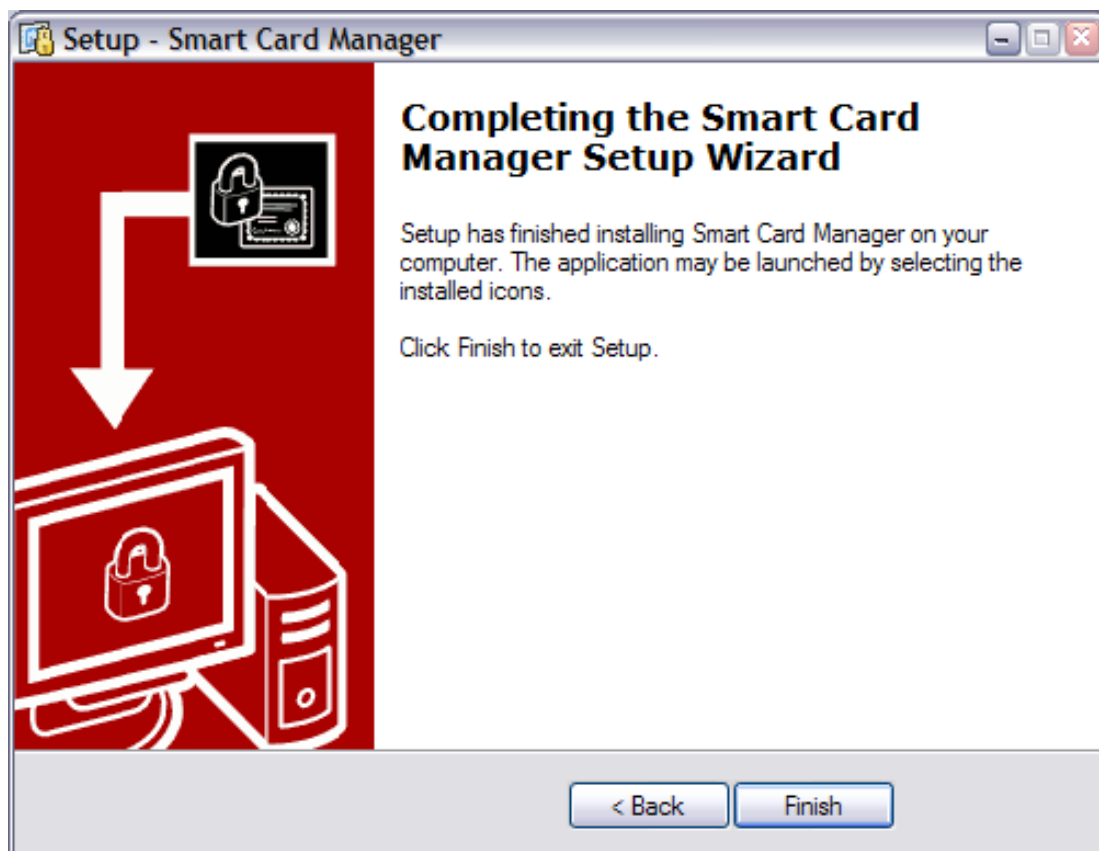 Setup - Smart Card Manager
Completing the Smart Card
Manager Setup Wizard
Setup has finished installing Smart Card Manager on your
computer. The application may be launched by selecting the
installed icons.
Click Finish to exit Setup.
< Back
Finish